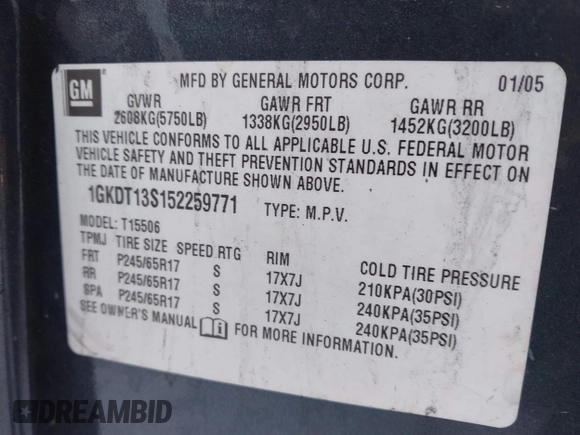 GM
MFD BY GENERAL MOTORS CORP. 01/05
GVWR GAWR FRT GAWR RR
2608KG(5750LB) 1338KG(2950LB) 1452KG(3200LB)
THIS VEHICLE CONFORMS TO ALL APPLICABLE U.S. FEDERAL MOTOR
VEHICLE SAFETY AND THEFT PREVENTION STANDARDS IN EFFECT ON
THE DATE OF MANUFACTURE SHOWN ABOVE.
1GKDT13S152259771 TYPE: M.P.V.
MODEL: T15506
TPMJ TIRE SIZE SPEED RTG RIM COLD TIRE PRESSURE
FRT P245/65R17 S 17X7J 210KPA(30PSI)
RR P245/65R17 S 17X7J 240KPA(35PSI)
SPA P245/65R17 S 17X7J 240KPA(35PSI)
SEE OWNER'S MANUAL FOR MORE INFORMATION.
DREAMBID